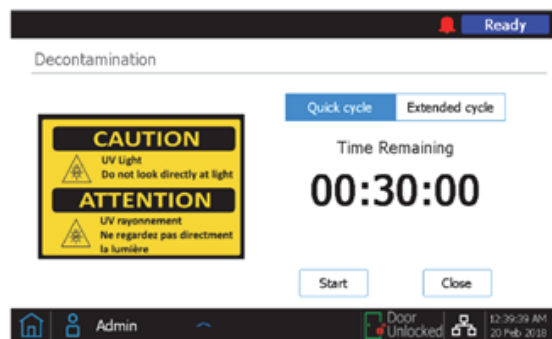 Ready
Decontamination
Quick cycle
Extended cycle
CAUTION
UV Light
Do not look directly at light
ATTENTION
UV rayonnement
Ne regardez pas directment
la lumière
Time Remaining
00:30:00
Start
Close
Admin
Door
Unlocked
12:39:39 AM
20 Feb 2018